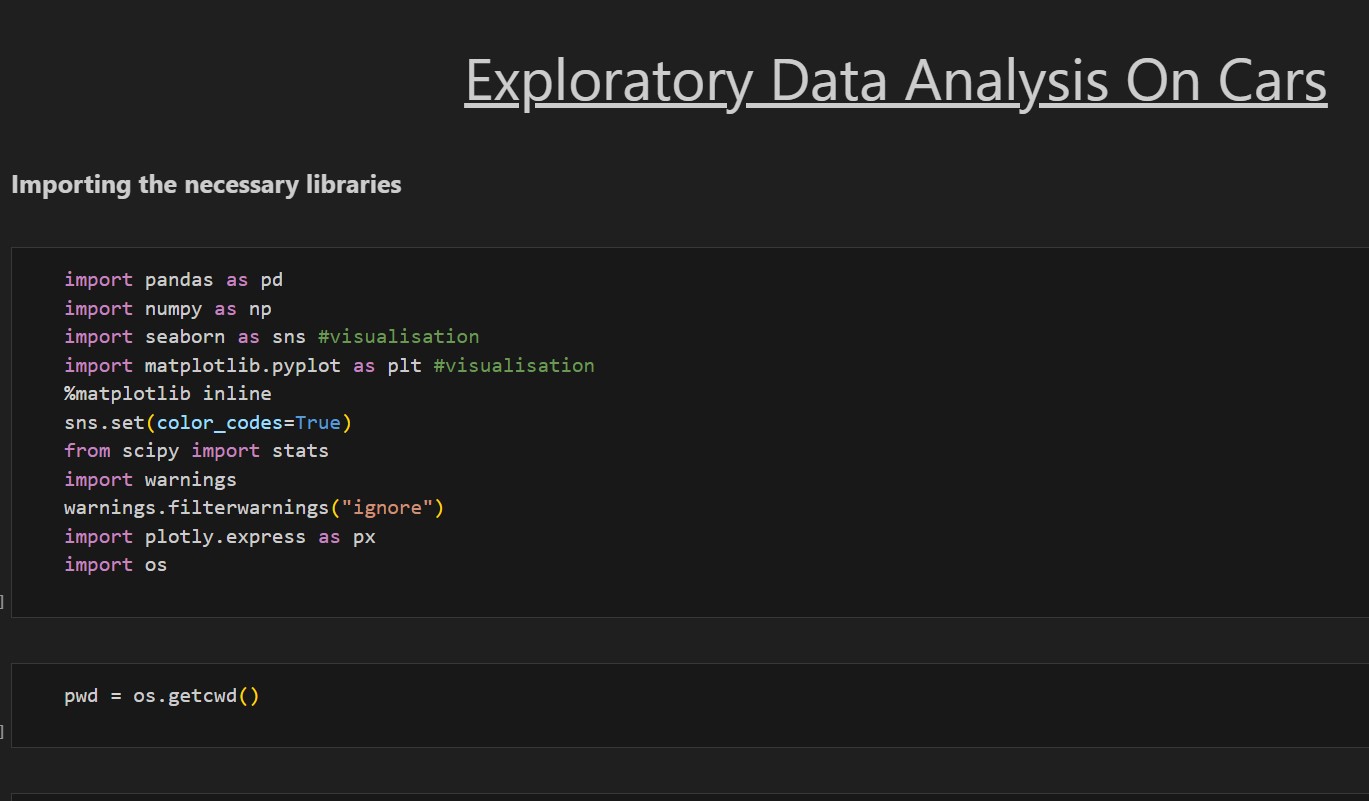 Exploratory Data Analysis On Cars
Importing the necessary libraries
import pandas as pd
import numpy as np
import seaborn as sns #visualisation
import matplotlib.pyplot as plt #visualisation
%matplotlib inline
sns.set(color_codes=True)
from scipy import stats
import warnings
warnings.filterwarnings("ignore")
import plotly.express as px
import os
]
pwd = os.getcwd()
]